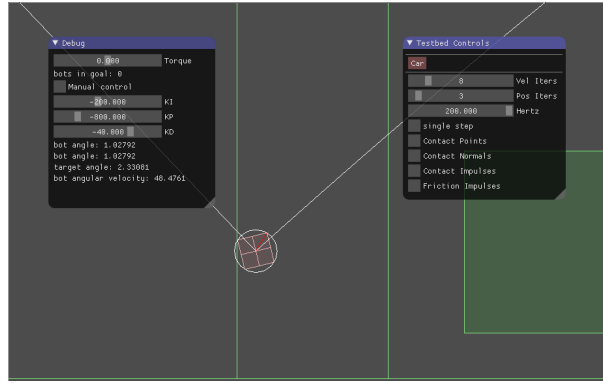 Debug
0.000 Torque
bots in goal: 0
Manual control
-200.000 KI
-800.000 KP
-40.000 KD
bot angle: 1.02792
bot angle: 1.02792
target angle: 2.33081
bot angular velocity: 48.4761
Testbed Controls
Car
8 Vel Iters
3 Pos Iters
200.000 Hertz
single step
Contact Points
Contact Normals
Contact Impulses
Friction Impulses